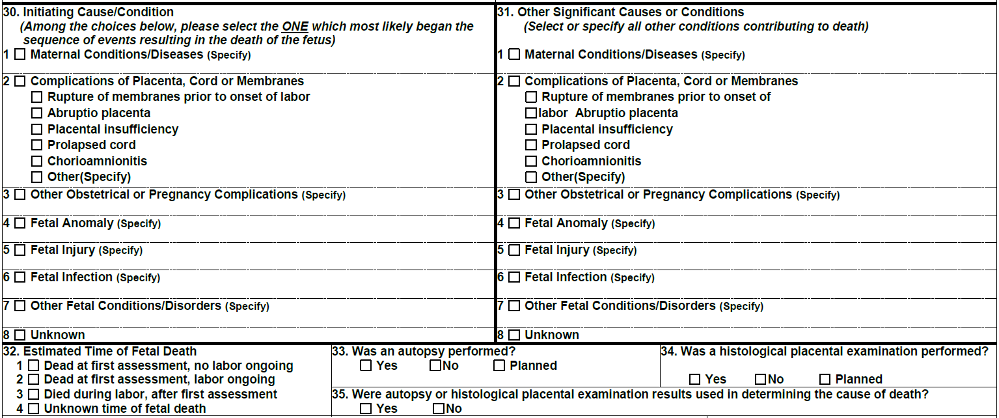 30. Initiating Cause/Condition
(Among the choices below, please select the ONE which most likely began the
sequence of events resulting in the death of the fetus)
1 Maternal Conditions/Diseases (Specify)
2 Complications of Placenta, Cord or Membranes
Rupture of membranes prior to onset of labor
Abruptio placenta
Placental insufficiency
Prolapsed cord
Chorioamnionitis
Other(Specify)
3 Other Obstetrical or Pregnancy Complications (Specify)
4 Fetal Anomaly (Specify)
5 Fetal Injury (Specify)
6 Fetal Infection (Specify)
7 Other Fetal Conditions/Disorders (Specify)
8 Unknown
31. Other Significant Causes or Conditions
(Select or specify all other conditions contributing to death)
1 Maternal Conditions/Diseases (Specify)
2 Complications of Placenta, Cord or Membranes
Rupture of membranes prior to onset of
labor Abruptio placenta
Placental insufficiency
Prolapsed cord
Chorioamnionitis
Other(Specify)
3 Other Obstetrical or Pregnancy Complications (Specify)
4 Fetal Anomaly (Specify)
5 Fetal Injury (Specify)
6 Fetal Infection (Specify)
7 Other Fetal Conditions/Disorders (Specify)
8 Unknown
32. Estimated Time of Fetal Death
1 Dead at first assessment, no labor ongoing
2 Dead at first assessment, labor ongoing
3 Died during labor, after first assessment
4 Unknown time of fetal death
33. Was an autopsy performed?
Yes No Planned
34. Was a histological placental examination performed?
Yes No Planned
35. Were autopsy or histological placental examination results used in determining the cause of death?
Yes No